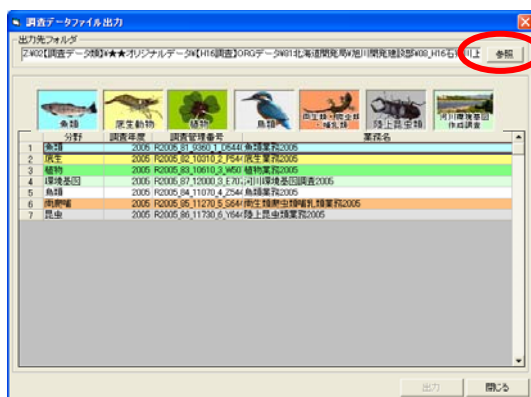 調査データファイル出力
出力先フォルダ
Z:¥02【調査データ類】¥★★オリジナルデータ¥【H16調査】ORGデータ¥81北海道開発局¥旭川開発建設部¥08_H16石狩川上
参照
魚類
底生動物
植物
鳥類
両生類・爬虫類・哺乳類
陸上昆虫類
河川環境基図作成調査
分野 調査年度 調査管理番号 業務名
1 魚類 2005 R2005_81_9360_1_D544 魚類業務2005
2 底生 2005 R2005_82_10310_2_P544 底生業務2005
3 植物 2005 R2005_83_10610_3_W50 植物業務2005
4 環境基図 2005 R2005_87_12000_3_E70 河川環境基図調査2005
5 鳥類 2005 R2005_84_11070_4_Z544 鳥類業務2005
6 両爬哺 2005 R2005_85_11270_5_S644 両生類爬虫類哺乳類業務2005
7 昆虫 2005 R2005_86_11730_6_Y644 陸上昆虫類業務2005
出力
閉じる